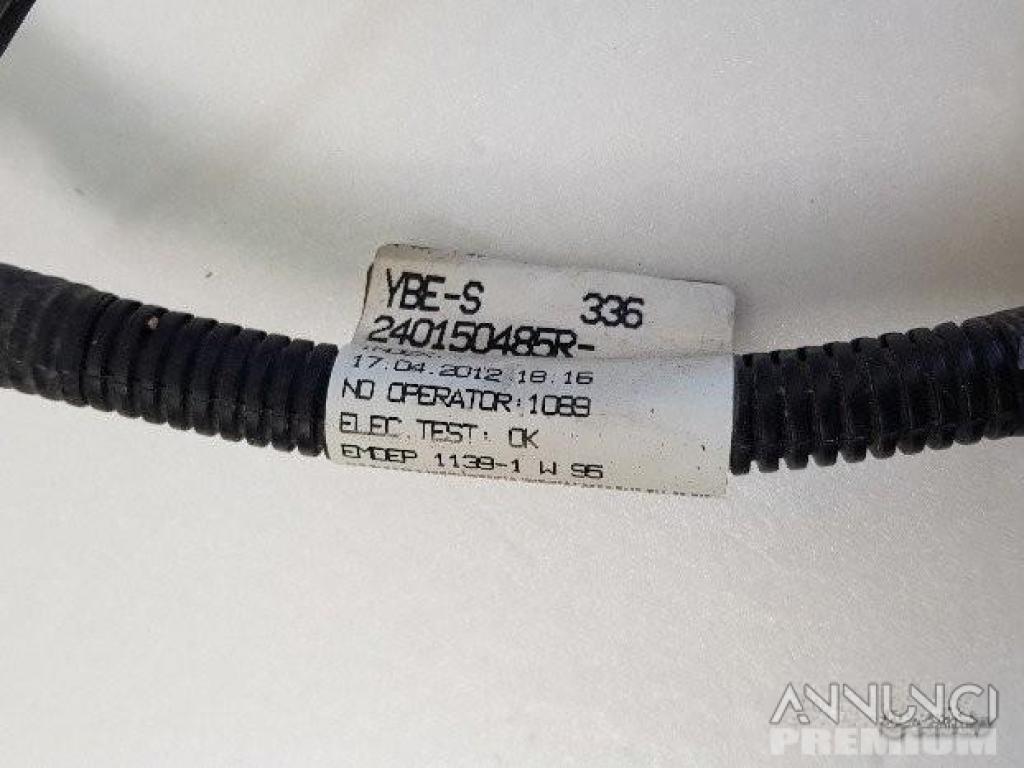 YBE-S 336
240150485R-
17.04.2012 18.16
NO OPERATOR:1089
ELEC.TEST: OK
EMDEP 1139-1 W 95
ANNUNCI
PREMIUM